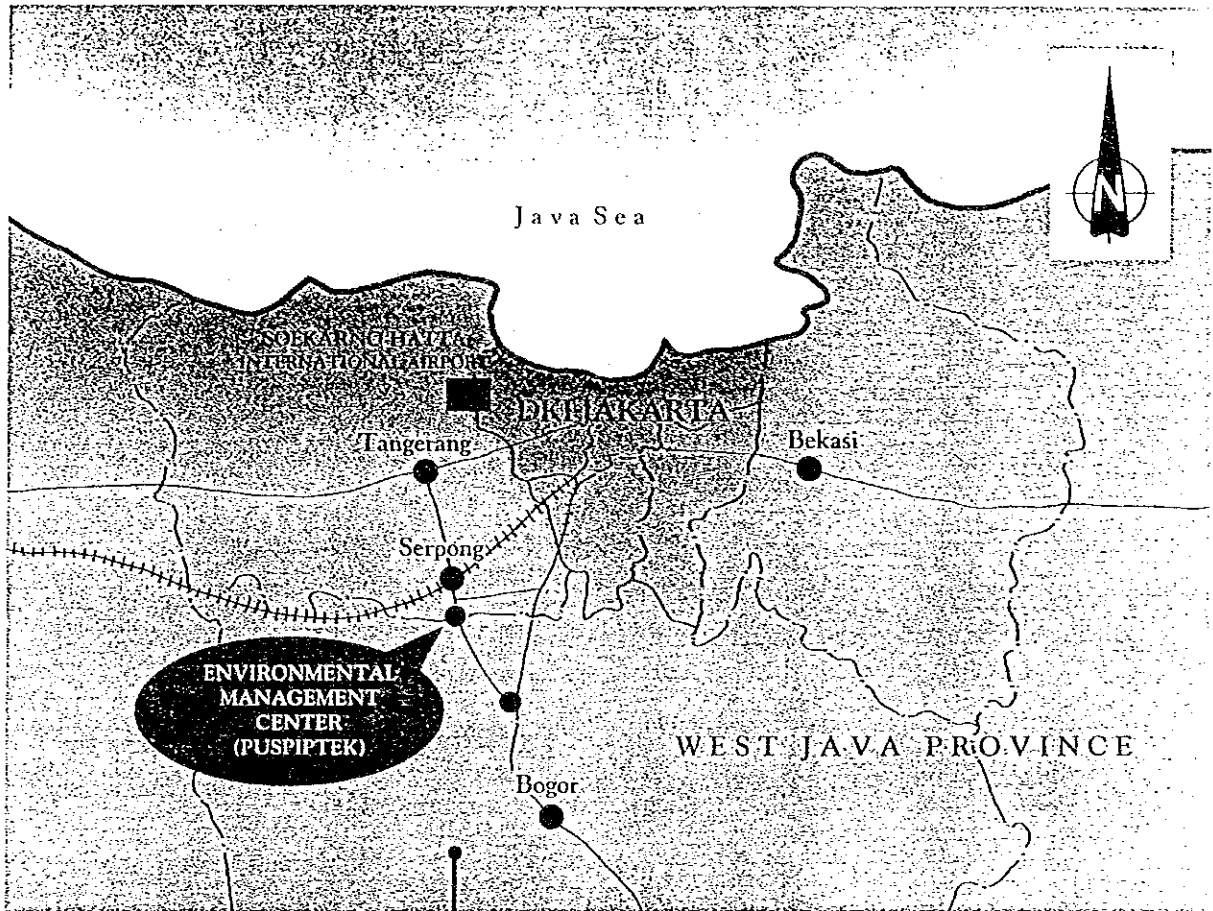 N
Java Sea
SOEKARNO HATTA
INTERNATIONAL AIRPORT
DKI JAKARTA
Tangerang
Bekasi
Serpong
ENVIRONMENTAL
MANAGEMENT
CENTER
(PUSPIPTEK)
WEST JAVA PROVINCE
Bogor